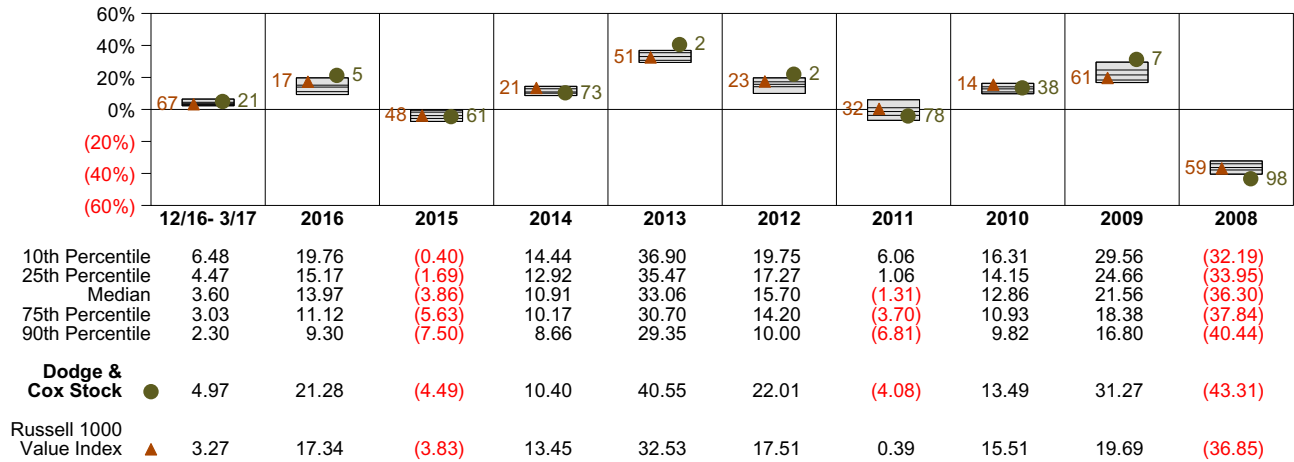 60%
40%
20%
0%
(20%)
(40%)
(60%)
67 21
17 5
48 61
21 73
51 2
23 2
32 78
14 38
61 7
59 98
12/16- 3/17 2016 2015 2014 2013 2012 2011 2010 2009 2008
10th Percentile 6.48 19.76 (0.40) 14.44 36.90 19.75 6.06 16.31 29.56 (32.19)
25th Percentile 4.47 15.17 (1.69) 12.92 35.47 17.27 1.06 14.15 24.66 (33.95)
Median 3.60 13.97 (3.86) 10.91 33.06 15.70 (1.31) 12.86 21.56 (36.30)
75th Percentile 3.03 11.12 (5.63) 10.17 30.70 14.20 (3.70) 10.93 18.38 (37.84)
90th Percentile 2.30 9.30 (7.50) 8.66 29.35 10.00 (6.81) 9.82 16.80 (40.44)
Dodge &
Cox Stock 4.97 21.28 (4.49) 10.40 40.55 22.01 (4.08) 13.49 31.27 (43.31)
Russell 1000
Value Index 3.27 17.34 (3.83) 13.45 32.53 17.51 0.39 15.51 19.69 (36.85)